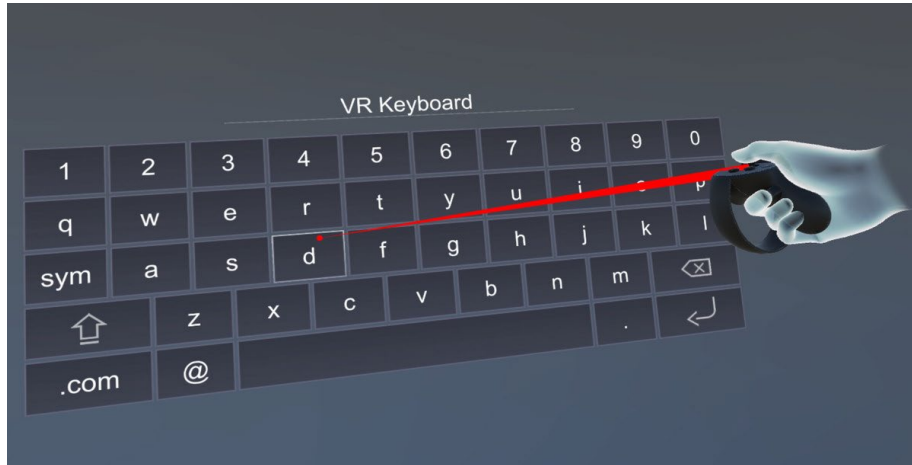 VR Keyboard
1 2 3 4 5 6 7 8 9 0
q w e r t y u i o p
sym a s d f g h j k l
z x c v b n m
.com @ .